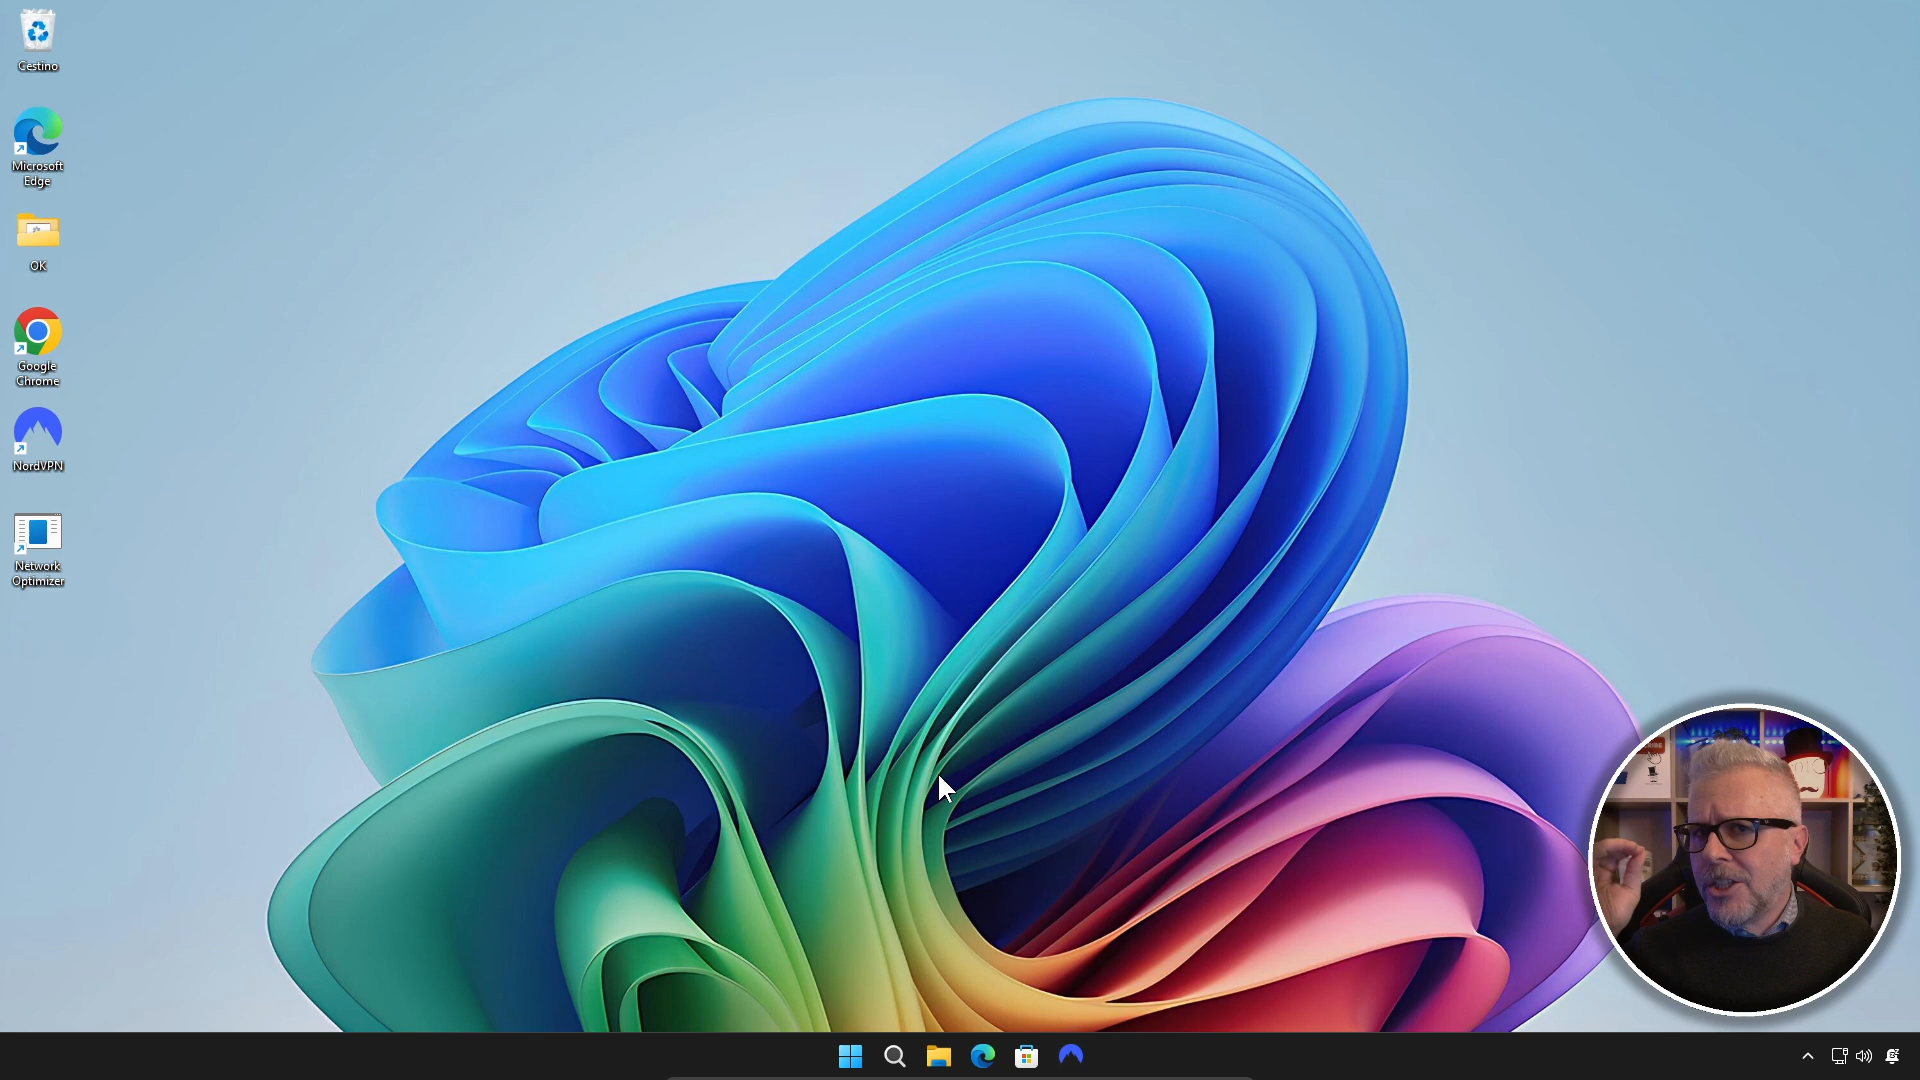 Cestino
Microsoft
Edge
OK
Google
Chrome
NordVPN
Network
Optimizer